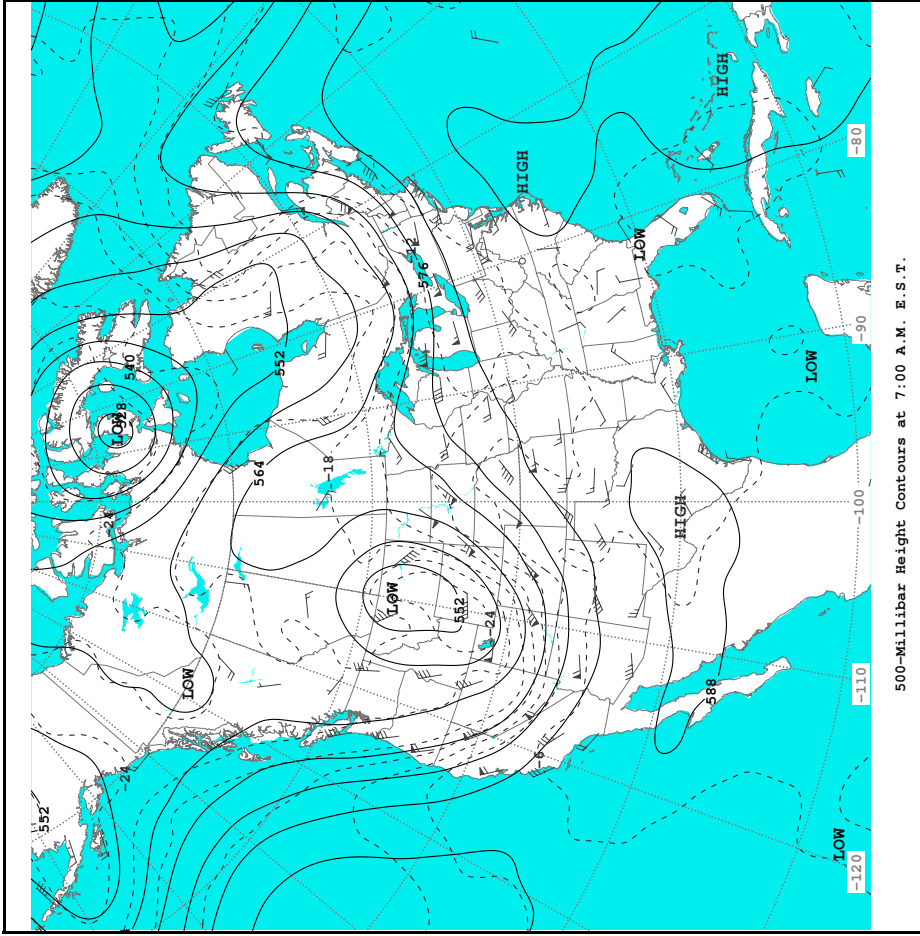 HIGH
HIGH
-80
LOW
-12
576
540
552
528
LOW
LOW
-90
564
-18
-24
HIGH
-100
LOW
552
-24
LOW
588
-110
-6
-24
552
LOW
-120
500-Millibar Height Contours at 7:00 A.M. E.S.T.